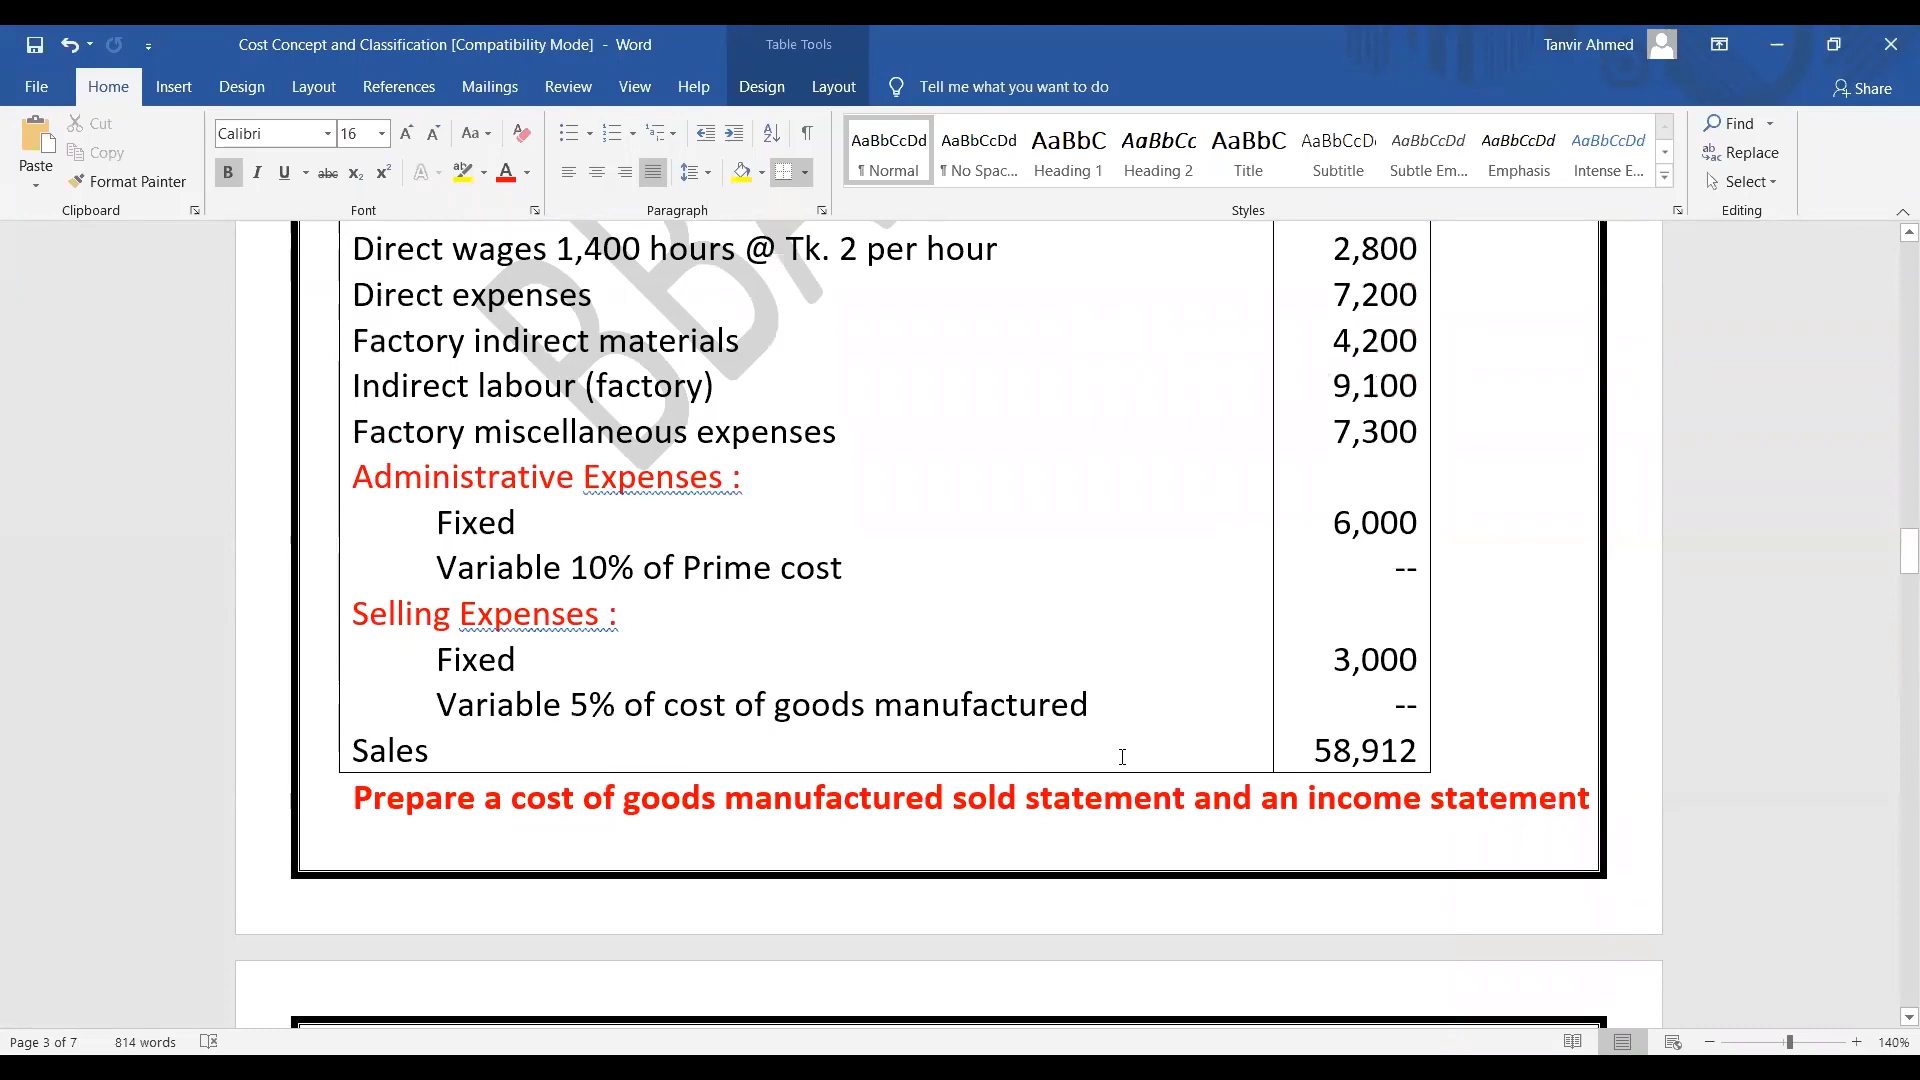 Cost Concept and Classification [Compatibility Mode] - Word
Table Tools
Tanvir Ahmed
File Home Insert Design Layout References Mailings Review View Help Design Layout Tell me what you want to do
Share
Paste
Cut
Copy
Format Painter
Clipboard
Calibri 16
Font
Paragraph
AaBbCcDd AaBbCcDd AaBbC AaBbCc AaBbC AaBbCcD AaBbCcDd AaBbCcDd AaBbCcDd
¶ Normal ¶ No Spac... Heading 1 Heading 2 Title Subtitle Subtle Em... Emphasis Intense E...
Styles
Find
Replace
Select
Editing
Direct wages 1,400 hours @ Tk. 2 per hour 2,800
Direct expenses 7,200
Factory indirect materials 4,200
Indirect labour (factory) 9,100
Factory miscellaneous expenses 7,300
Administrative Expenses :
Fixed 6,000
Variable 10% of Prime cost --
Selling Expenses :
Fixed 3,000
Variable 5% of cost of goods manufactured --
Sales 58,912
Prepare a cost of goods manufactured sold statement and an income statement
Page 3 of 7 814 words
140%